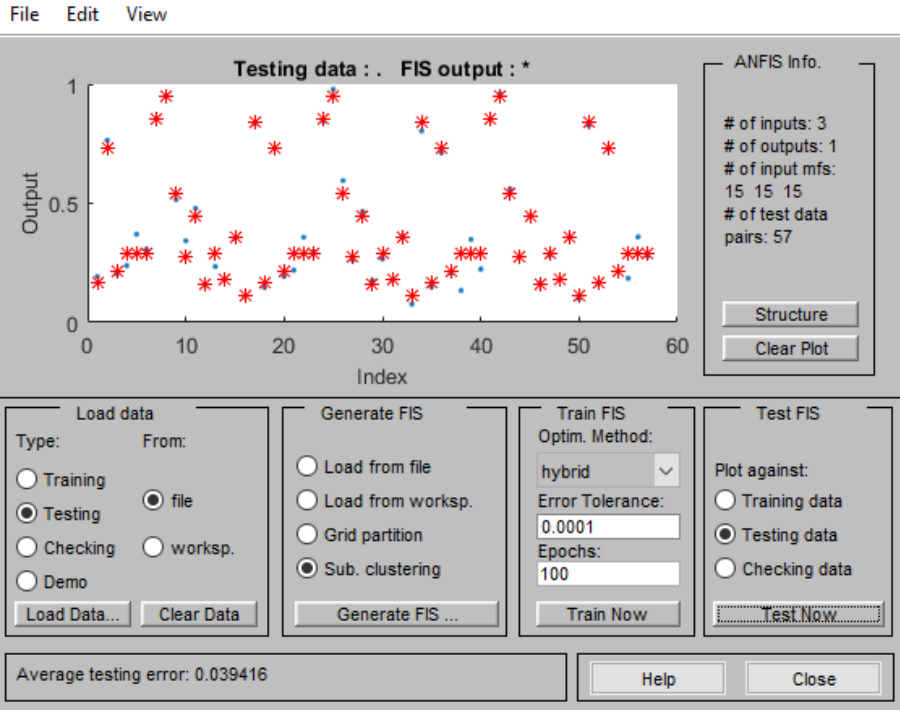 File Edit View
Testing data : . FIS output : *
ANFIS Info.
1
0.5
0
Output
0 10 20 30 40 50 60
Index
# of inputs: 3
# of outputs: 1
# of input mfs:
15 15 15
# of test data
pairs: 57
Structure
Clear Plot
Load data
Type: From:
Training
Testing
Checking
Demo
file
worksp.
Load Data... Clear Data
Generate FIS
Load from file
Load from worksp.
Grid partition
Sub. clustering
Generate FIS ...
Train FIS
Optim. Method:
hybrid
Error Tolerance:
0.0001
Epochs:
100
Train Now
Test FIS
Plot against:
Training data
Testing data
Checking data
Test Now
Average testing error: 0.039416
Help Close